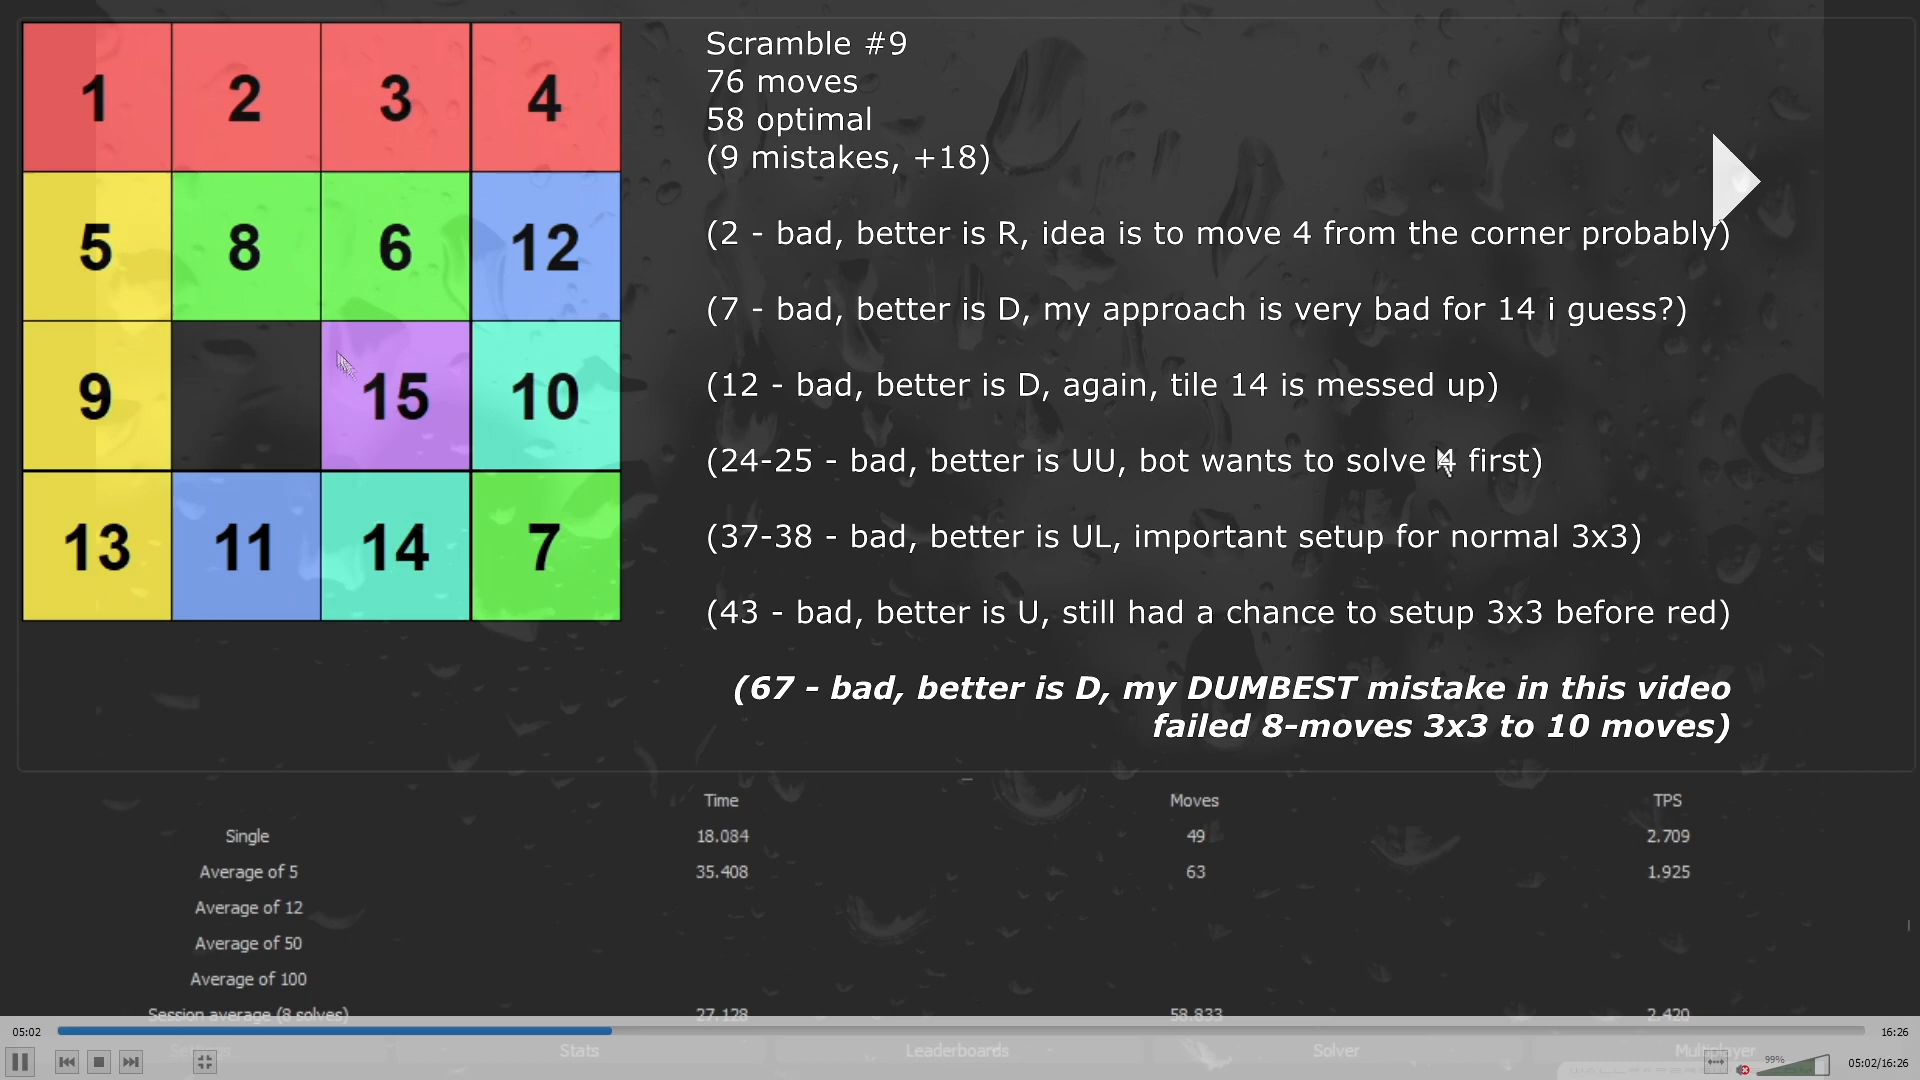 1 2 3 4
5 8 6 12
9 15 10
13 11 14 7
Scramble #9
76 moves
58 optimal
(9 mistakes, +18)
(2 - bad, better is R, idea is to move 4 from the corner probably)
(7 - bad, better is D, my approach is very bad for 14 i guess?)
(12 - bad, better is D, again, tile 14 is messed up)
(24-25 - bad, better is UU, bot wants to solve 4 first)
(37-38 - bad, better is UL, important setup for normal 3x3)
(43 - bad, better is U, still had a chance to setup 3x3 before red)
(67 - bad, better is D, my DUMBEST mistake in this video
failed 8-moves 3x3 to 10 moves)
Time Moves TPS
Single 18.084 49 2.709
Average of 5 35.408 63 1.925
Average of 12
Average of 50
Average of 100
Session average (8 solves) 27.128 58.833 2.420
05:02 16:26
Stats Leaderboards Solver Multiplayer
99% 05:02/16:26